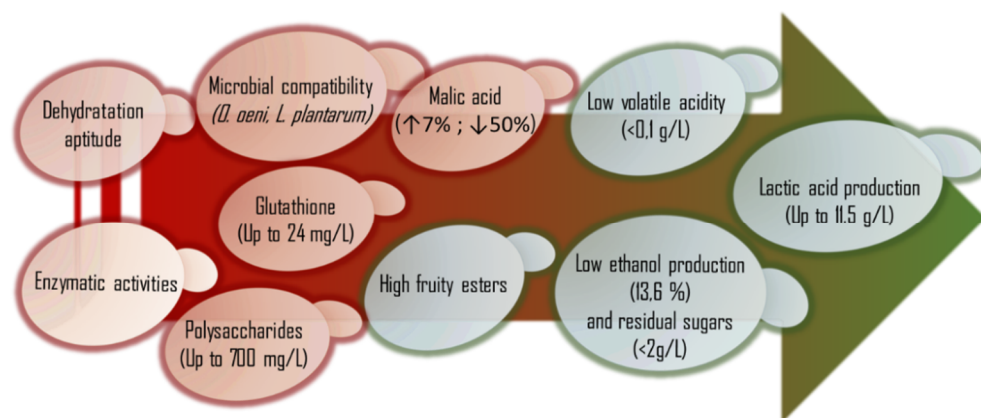 Dehydratation
aptitude
Microbial compatibility
(O. oeni, L. plantarum)
Malic acid
(↑7% ; ↓50%)
Low volatile acidity
(<0,1 g/L)
Lactic acid production
(Up to 11.5 g/L)
Glutathione
(Up to 24 mg/L)
Enzymatic activities
High fruity esters
Low ethanol production
(13,6 %)
and residual sugars
(<2g/L)
Polysaccharides
(Up to 700 mg/L)